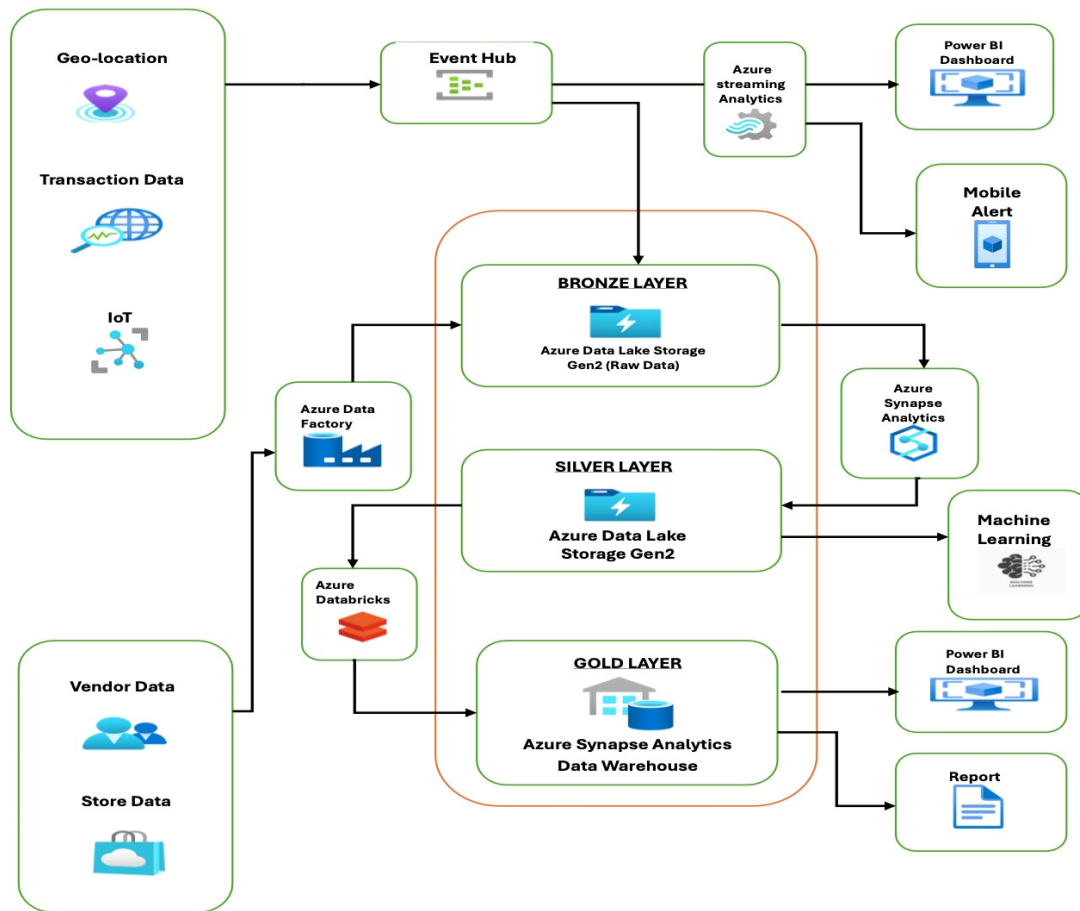 Geo-location
Transaction Data
IoT
Event Hub
Azure
streaming
Analytics
Power BI
Dashboard
Mobile
Alert
BRONZE LAYER
Azure Data Lake Storage
Gen2 (Raw Data)
Azure Data
Factory
Azure
Synapse
Analytics
SILVER LAYER
Azure Data Lake
Storage Gen2
Machine
Learning
MACHINE
LEARNING
Azure
Databricks
Vendor Data
Store Data
GOLD LAYER
Azure Synapse Analytics
Data Warehouse
Power BI
Dashboard
Report